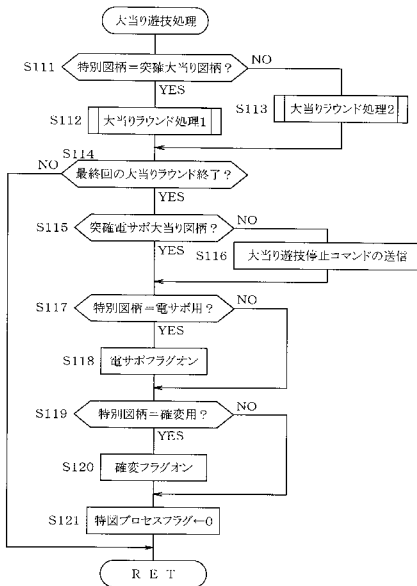 大当り遊技処理
S111
特別図柄＝突確大当り図柄？
NO
YES
S112
大当りラウンド処理1
S113
大当りラウンド処理2
S114
NO
最終回の大当りラウンド終了？
YES
S115
突確電サポ大当り図柄？
NO
YES
S116
大当り遊技停止コマンドの送信
S117
特別図柄＝電サポ用？
NO
YES
S118
電サポフラグオン
S119
特別図柄＝確変用？
NO
YES
S120
確変フラグオン
S121
特図プロセスフラグ←0
RET